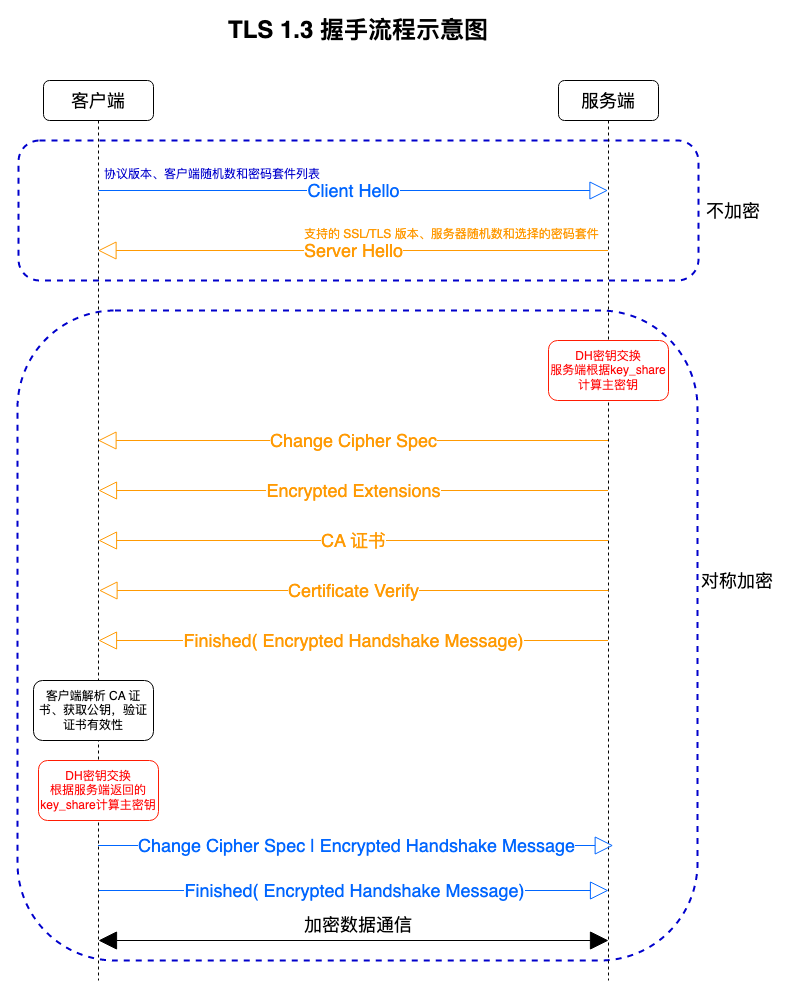 TLS 1.3 握手流程示意图
客户端
服务端
协议版本、客户端随机数和密码套件列表
Client Hello
不加密
支持的 SSL/TLS 版本、服务器随机数和选择的密码套件
Server Hello
DH密钥交换
服务端根据key_share
计算主密钥
Change Cipher Spec
Encrypted Extensions
CA 证书
对称加密
Certificate Verify
Finished( Encrypted Handshake Message)
客户端解析 CA 证
书、获取公钥，验证
证书有效性
DH密钥交换
根据服务端返回的
key_share计算主密钥
Change Cipher Spec | Encrypted Handshake Message
Finished( Encrypted Handshake Message)
加密数据通信